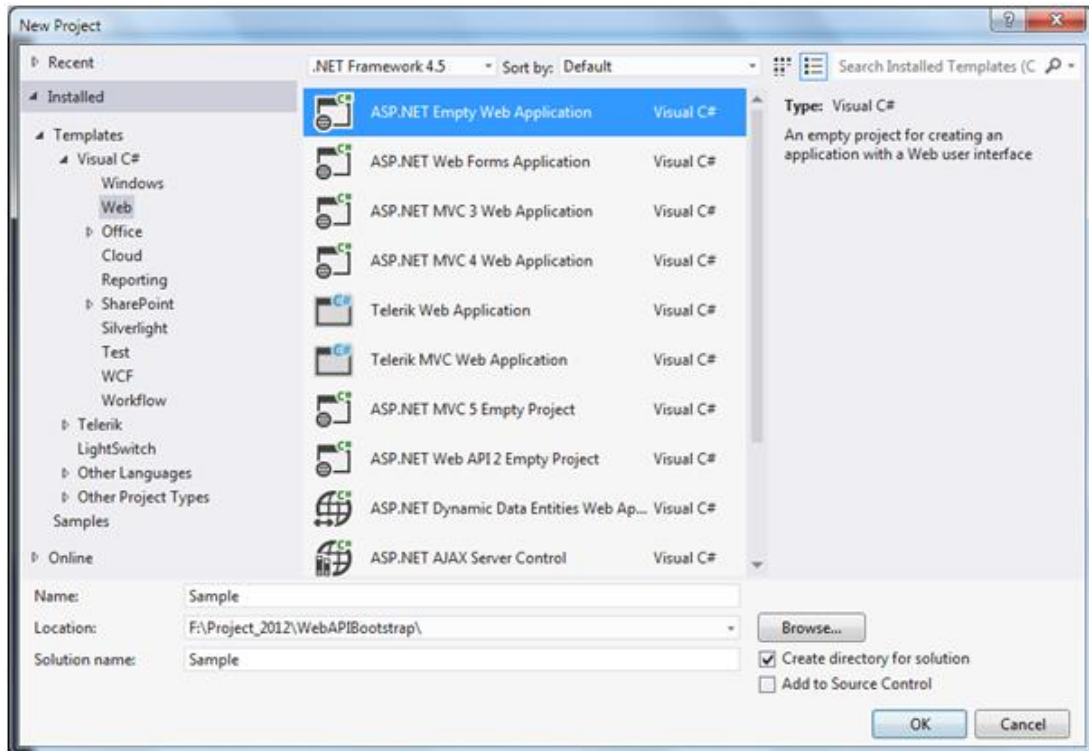 New Project
Recent
.NET Framework 4.5
Sort by: Default
Search Installed Templates (C
Installed
Templates
Visual C#
Windows
Web
Office
Cloud
Reporting
SharePoint
Silverlight
Test
WCF
Workflow
Telerik
LightSwitch
Other Languages
Other Project Types
Samples
Online
ASP.NET Empty Web Application Visual C#
ASP.NET Web Forms Application Visual C#
ASP.NET MVC 3 Web Application Visual C#
ASP.NET MVC 4 Web Application Visual C#
Telerik Web Application Visual C#
Telerik MVC Web Application Visual C#
ASP.NET MVC 5 Empty Project Visual C#
ASP.NET Web API 2 Empty Project Visual C#
ASP.NET Dynamic Data Entities Web Ap... Visual C#
ASP.NET AJAX Server Control Visual C#
Type: Visual C#
An empty project for creating an
application with a Web user interface
Name: Sample
Location: F:\Project_2012\WebAPIBootstrap\
Browse...
Solution name: Sample
Create directory for solution
Add to Source Control
OK
Cancel